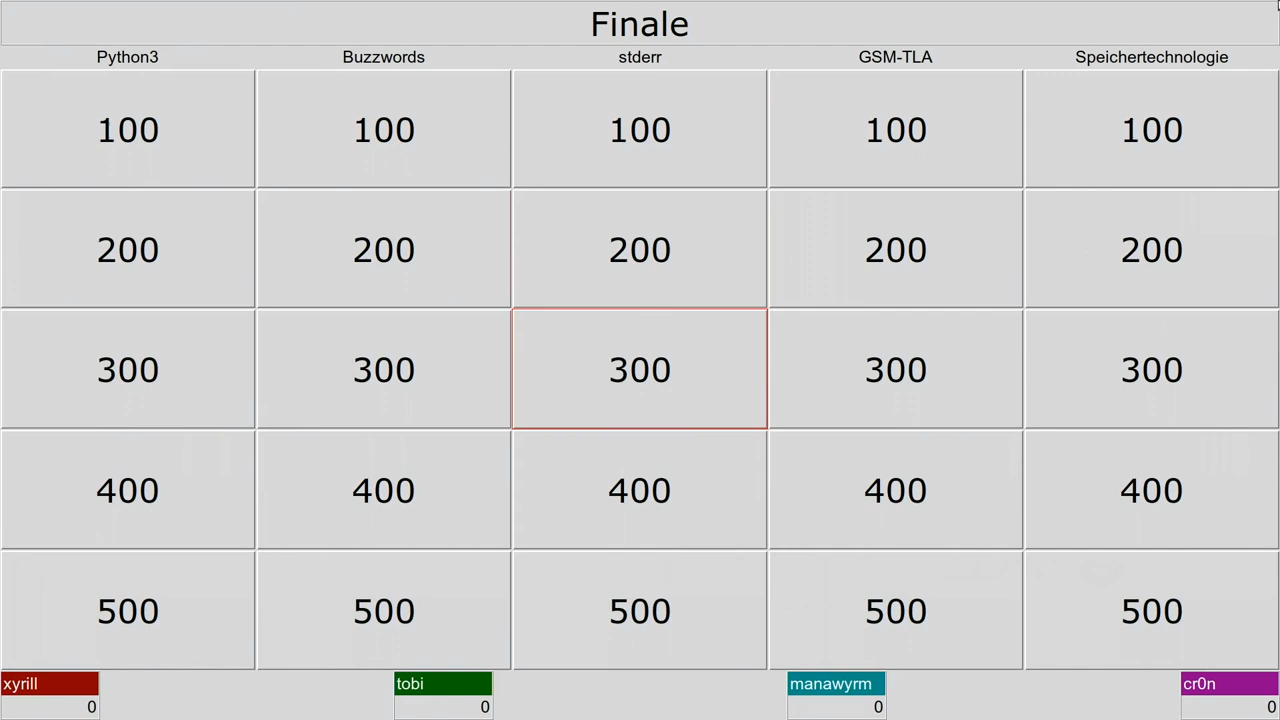 Finale
Python3 Buzzwords stderr GSM-TLA Speichertechnologie
100 100 100 100 100
200 200 200 200 200
300 300 300 300 300
400 400 400 400 400
500 500 500 500 500
xyrill tobi manawyrm cr0n
0 0 0 0